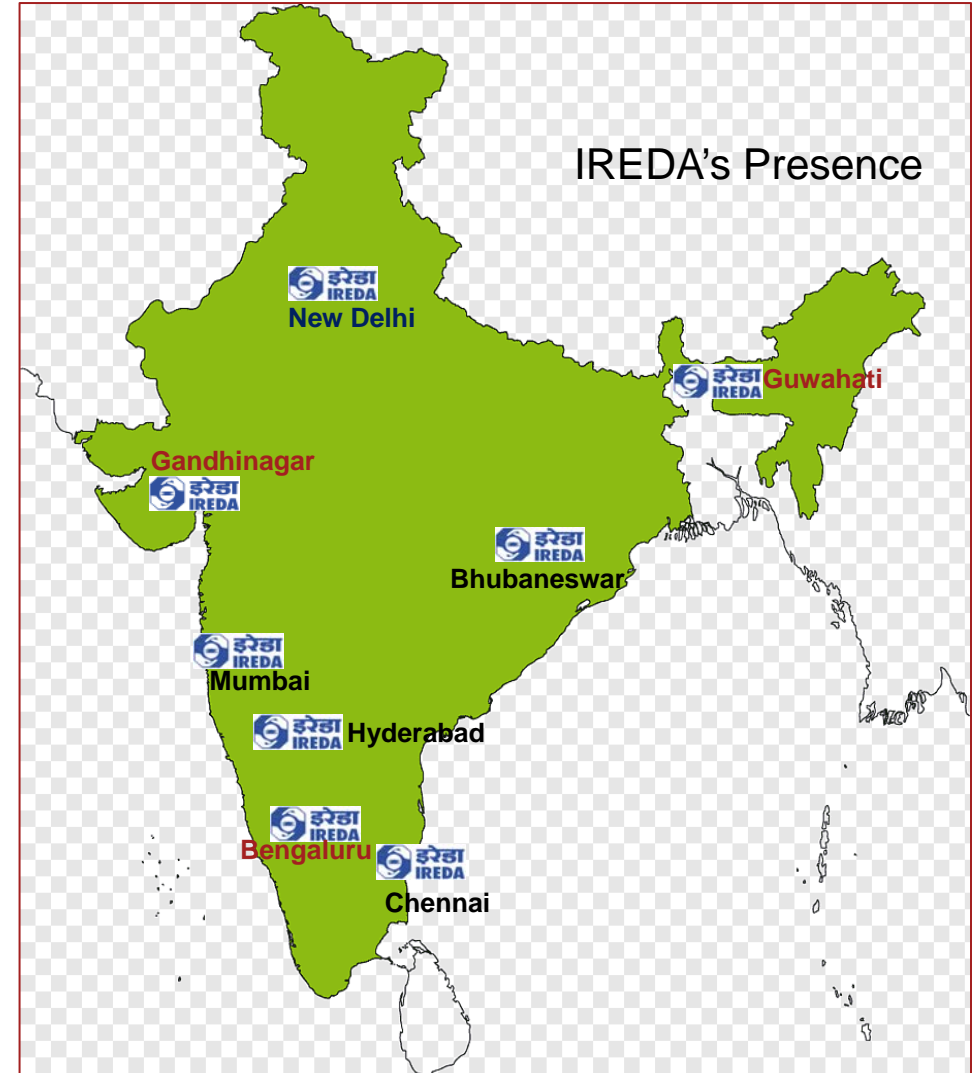 IREDA's Presence
इरेडा
IREDA
New Delhi
इरेडा
IREDA
Guwahati
Gandhinagar
इरेडा
IREDA
इरेडा
IREDA
Bhubaneswar
इरेडा
IREDA
Mumbai
इरेडा
IREDA
Hyderabad
इरेडा
IREDA
Bengaluru
इरेडा
IREDA
Chennai